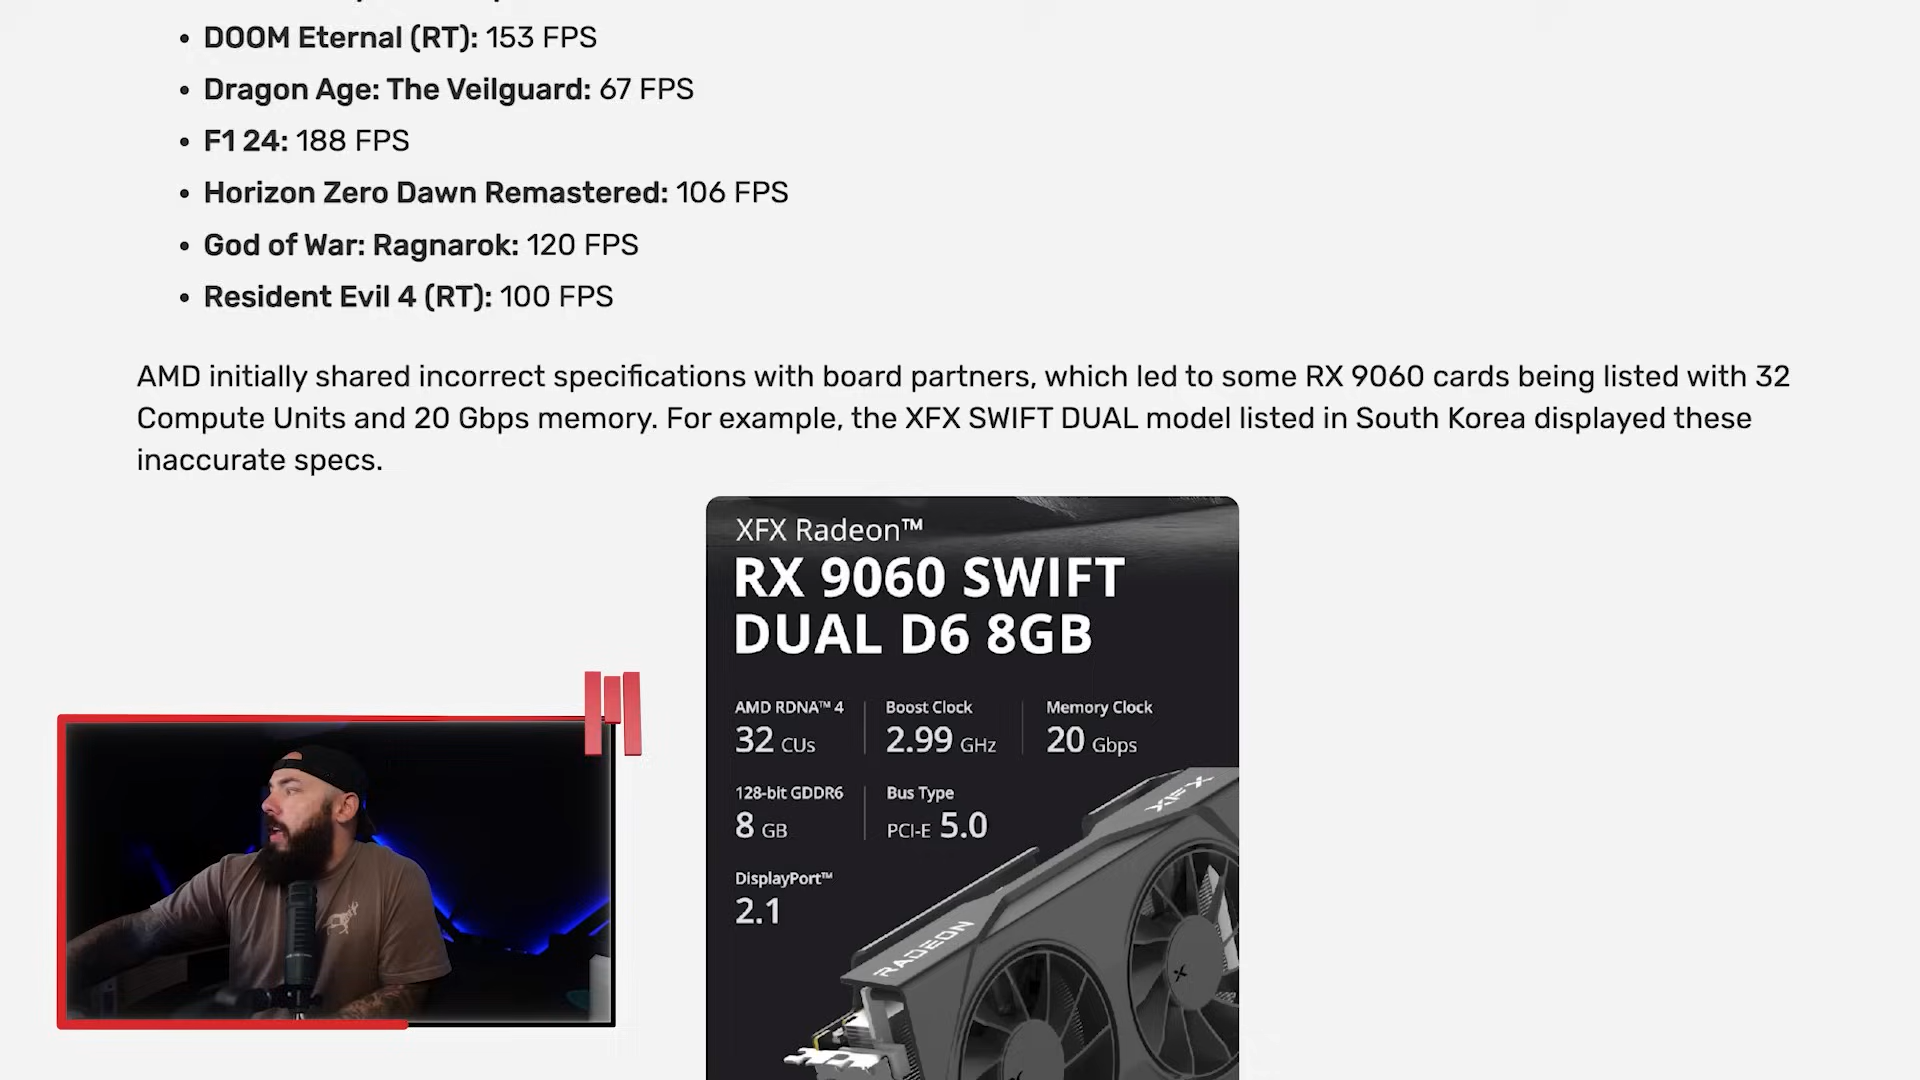 DOOM Eternal (RT): 153 FPS
Dragon Age: The Veilguard: 67 FPS
F1 24: 188 FPS
Horizon Zero Dawn Remastered: 106 FPS
God of War: Ragnarok: 120 FPS
Resident Evil 4 (RT): 100 FPS
AMD initially shared incorrect specifications with board partners, which led to some RX 9060 cards being listed with 32
Compute Units and 20 Gbps memory. For example, the XFX SWIFT DUAL model listed in South Korea displayed these
inaccurate specs.
XFX Radeon™
RX 9060 SWIFT
DUAL D6 8GB
AMD RDNA™ 4
32 CUs
Boost Clock
2.99 GHz
Memory Clock
20 Gbps
128-bit GDDR6
8 GB
Bus Type
PCI-E 5.0
DisplayPort™
2.1
XFX
RADEON